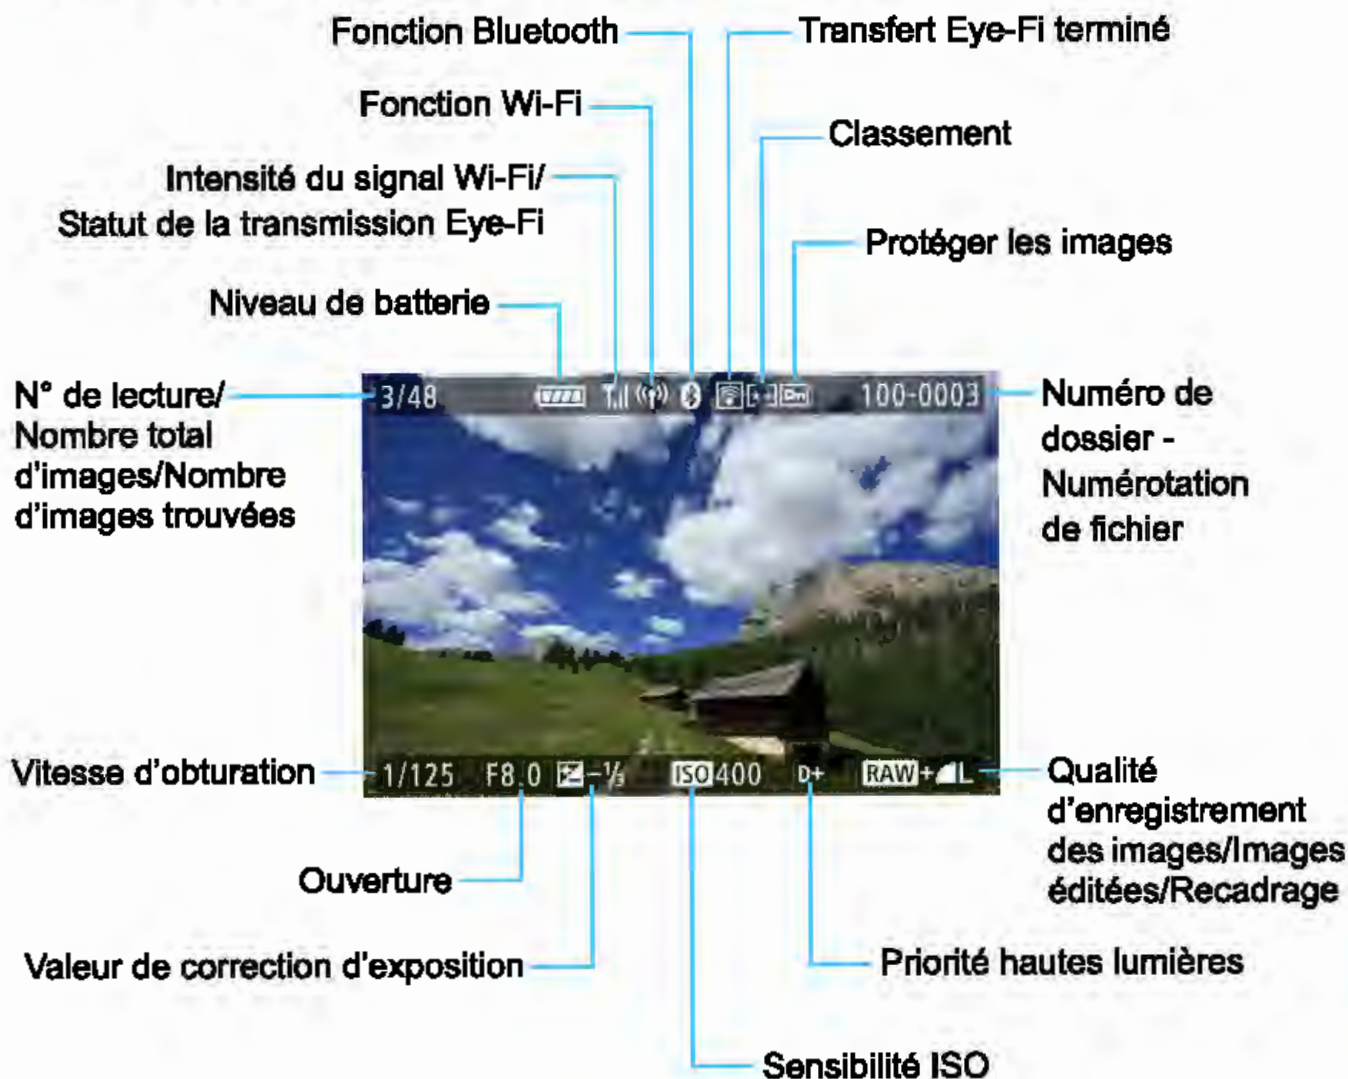 Fonction Bluetooth
Transfert Eye-Fi terminé
Fonction Wi-Fi
Classement
Intensité du signal Wi-Fi/
Statut de la transmission Eye-Fi
Protéger les images
Niveau de batterie
N° de lecture/
Nombre total
d'images/Nombre
d'images trouvées
3/48
100-0003
Numéro de
dossier -
Numérotation
de fichier
Vitesse d'obturation
1/125 F8.0 -1/3 ISO 400 D+ RAW+L
Qualité
d'enregistrement
des images/Images
éditées/Recadrage
Ouverture
Valeur de correction d'exposition
Priorité hautes lumières
Sensibilité ISO